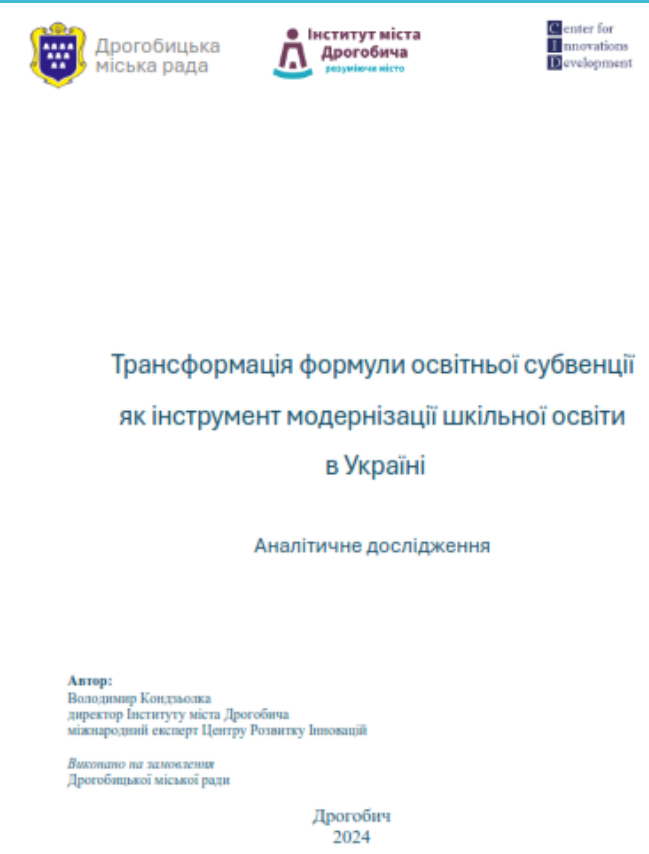 Дрогобицька
міська рада
Інститут міста
Дрогобича
розуміючи місто
Center for
Innovations
Development
Трансформація формули освітньої субвенції
як інструмент модернізації шкільної освіти
в Україні
Аналітичне дослідження
Автор:
Володимир Кондзьолка
директор Інституту міста Дрогобича
міжнародний експерт Центру Розвитку Інновацій
Виконано на замовлення
Дрогобицької міської ради
Дрогобич
2024